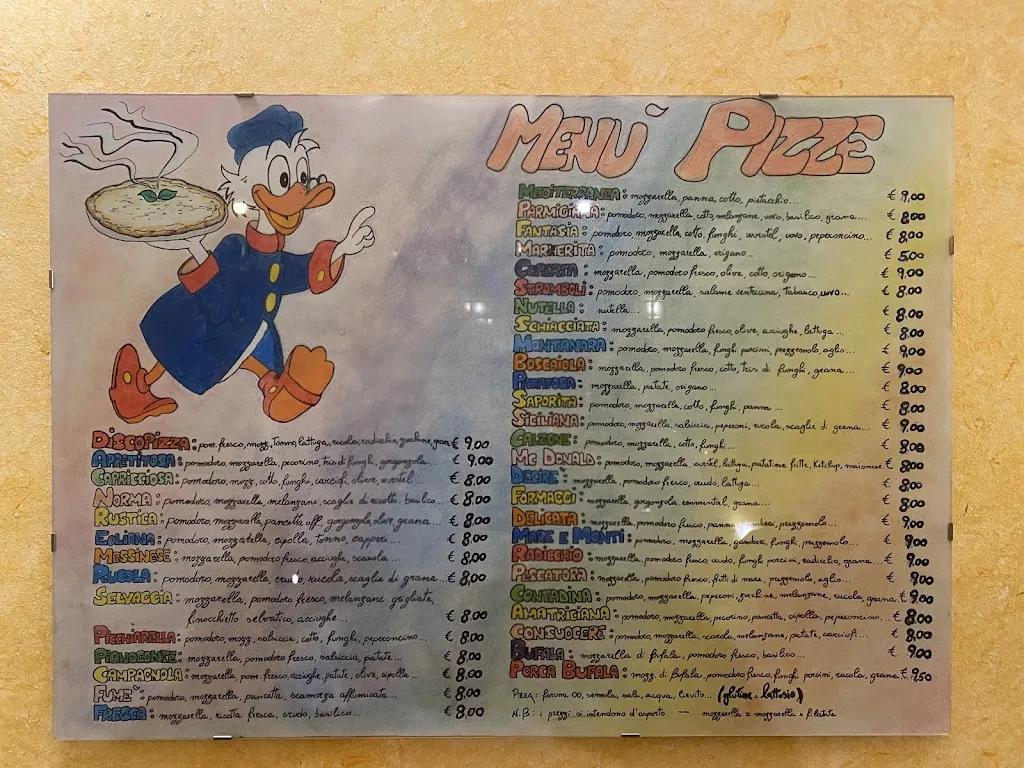 MENÙ PIZZE
DISCOPIZZA: pom. fresco, mozz, tonno, lattuga, rucola, radicchio, zucchine, gran € 9,00
APPETITOSA: pomodoro, mozzarella, pecorino, tris di funghi, gorgonzola... € 9,00
CAPRICCIOSA: pomodoro, mozz, cotto, funghi, carciofi, olive, wurstel... € 8,00
NORMA: pomodoro, mozzarella, melanzane, scaglie di ricotta, basilico... € 8,00
RUSTICA: pomodoro, mozzarella, pancetta aff, gorgonzola, olive, grana... € 8,00
EOLIANA: pomodoro, mozzarella, cipolla, tonno, capperi... € 8,00
MESSINESE: mozzarella, pomodoro fresco, acciughe, scarola... € 8,00
RUCOLA: pomodoro, mozzarella, crudo, rucola, scaglie di grana... € 8,00
SELVAGGIA: mozzarella, pomodoro fresco, melanzane grigliate,
finocchietto selvatico, acciughe... € 8,00
PICCHIARELLA: pomodoro, mozz, salsiccia, cotto, funghi, peperoncino... € 8,00
PIANOCONTE: mozzarella, pomodoro fresco, salsiccia, patate... € 8,00
CAMPAGNOLA: mozzarella, pom. fresco, acciughe, patate, olive, cipolla... € 8,00
FUMÈ: pomodoro, mozzarella, pancetta, scamorza affumicata... € 8,00
FRESCA: mozzarella, ricotta fresca, crudo, basilico... € 8,00
MEDITERRANEA: mozzarella, panna, cotto, pistacchio... € 9,00
PARMIGIANA: pomodoro, mozzarella, cotto, melanzane, uovo, basilico, grana... € 8,00
FANTASIA: pomodoro, mozzarella, cotto, funghi, wurstel, uovo, peperoncino... € 8,00
MARGHERITA: pomodoro, mozzarella, origano... € 5,00
COPERTA: mozzarella, pomodoro fresco, olive, cotto, origano... € 9,00
STROMBOLI: pomodoro, mozzarella, salame ventricina, tabasco, uovo... € 8,00
NUTELLA: nutella... € 8,00
SCHIACCIATA: mozzarella, pomodoro fresco, olive, acciughe, lattuga... € 8,00
MONTANARA: pomodoro, mozzarella, funghi porcini, prezzemolo, aglio... € 9,00
BOSCAIOLA: mozzarella, pomodoro fresco, cotto, tris di funghi, grana... € 9,00
PATATOSA: mozzarella, patate, origano... € 8,00
SAPORITA: pomodoro, mozzarella, cotto, funghi, panna... € 8,00
SICILIANA: pomodoro, mozzarella, salsiccia, peperoni, rucola, scaglie di grana... € 9,00
CALZONE: pomodoro, mozzarella, cotto, funghi... € 8,00
MC DONALD: pomodoro, mozzarella, wurstel, lattuga, patatine fritte, ketchup, maionese € 8,00
DESIRE': mozzarella, pomodoro fresco, crudo, lattuga... € 8,00
FORMAGGI: mozzarella, gorgonzola, emmental, grana... € 8,00
DELICATA: mozzarella, pomodoro fresco, panna, gamberi, prezzemolo... € 9,00
MARE E MONTI: pomodoro, mozzarella, gamberi, funghi, prezzemolo... € 9,00
RADICCHIO: mozzarella, pomodoro fresco, crudo, funghi porcini, radicchio, grana... € 9,00
PESCATORA: mozzarella, pomodoro fresco, frutti di mare, prezzemolo, aglio... € 9,00
CONTADINA: pomodoro, mozzarella, peperoni, zucchine, melanzane, rucola, grana € 9,00
AMATRICIANA: pomodoro, mozzarella, pecorino, pancetta, cipolla, peperoncino... € 8,00
CONSUOCERI: pomodoro, mozzarella, scarola, melanzana, patate, carciofi... € 8,00
BUFALA: mozzarella di bufala, pomodoro fresco, basilico... € 9,00
PORCA BUFALA: mozz. di bufala, pomodoro fresco, funghi porcini, rucola, grana € 9,50
Pizza: farina 00, semola, sale, acqua, lievito... (glutine e lattosio)
N.B.: i prezzi si intendono d'asporto — mozzarella = mozzarella e filante